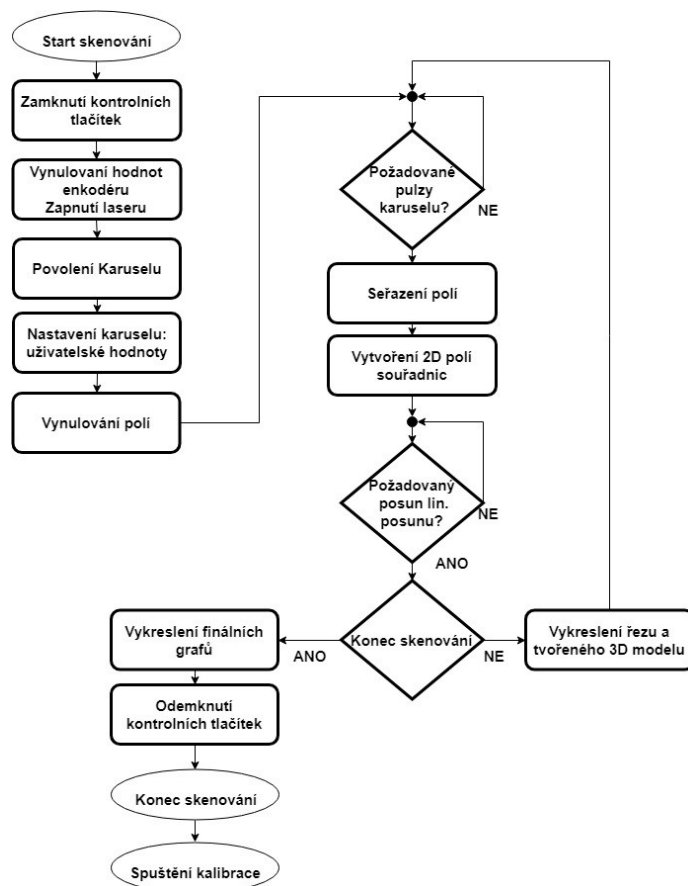 Start skenování
Zamknutí kontrolních
tlačítek
Vynulovaní hodnot
enkodéru
Zapnutí laseru
Povolení Karuselu
Nastavení karuselu:
uživatelské hodnoty
Vynulování polí
Požadované
pulzy
karuselu?
NE
Seřazení polí
Vytvoření 2D polí
souřadnic
Požadovaný
posun lin.
posunu?
NE
ANO
Konec skenování
ANO
NE
Vykreslení řezu a
tvořeného 3D modelu
Vykreslení finálních
grafů
Odemknutí
kontrolních tlačítek
Konec skenování
Spuštění kalibrace